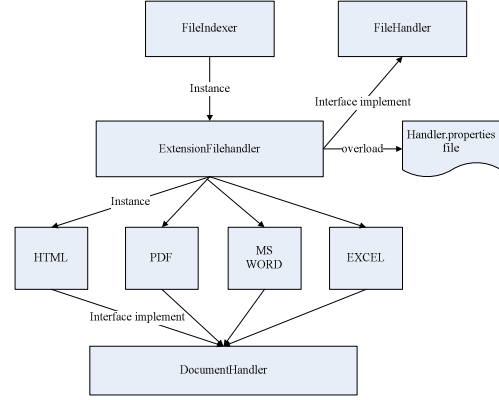 FileIndexer
FileHandler
Instance
Interface implement
ExtensionFilehandler
overload
Handler.properties
file
Instance
HTML
PDF
MS
WORD
EXCEL
Interface implement
DocumentHandler